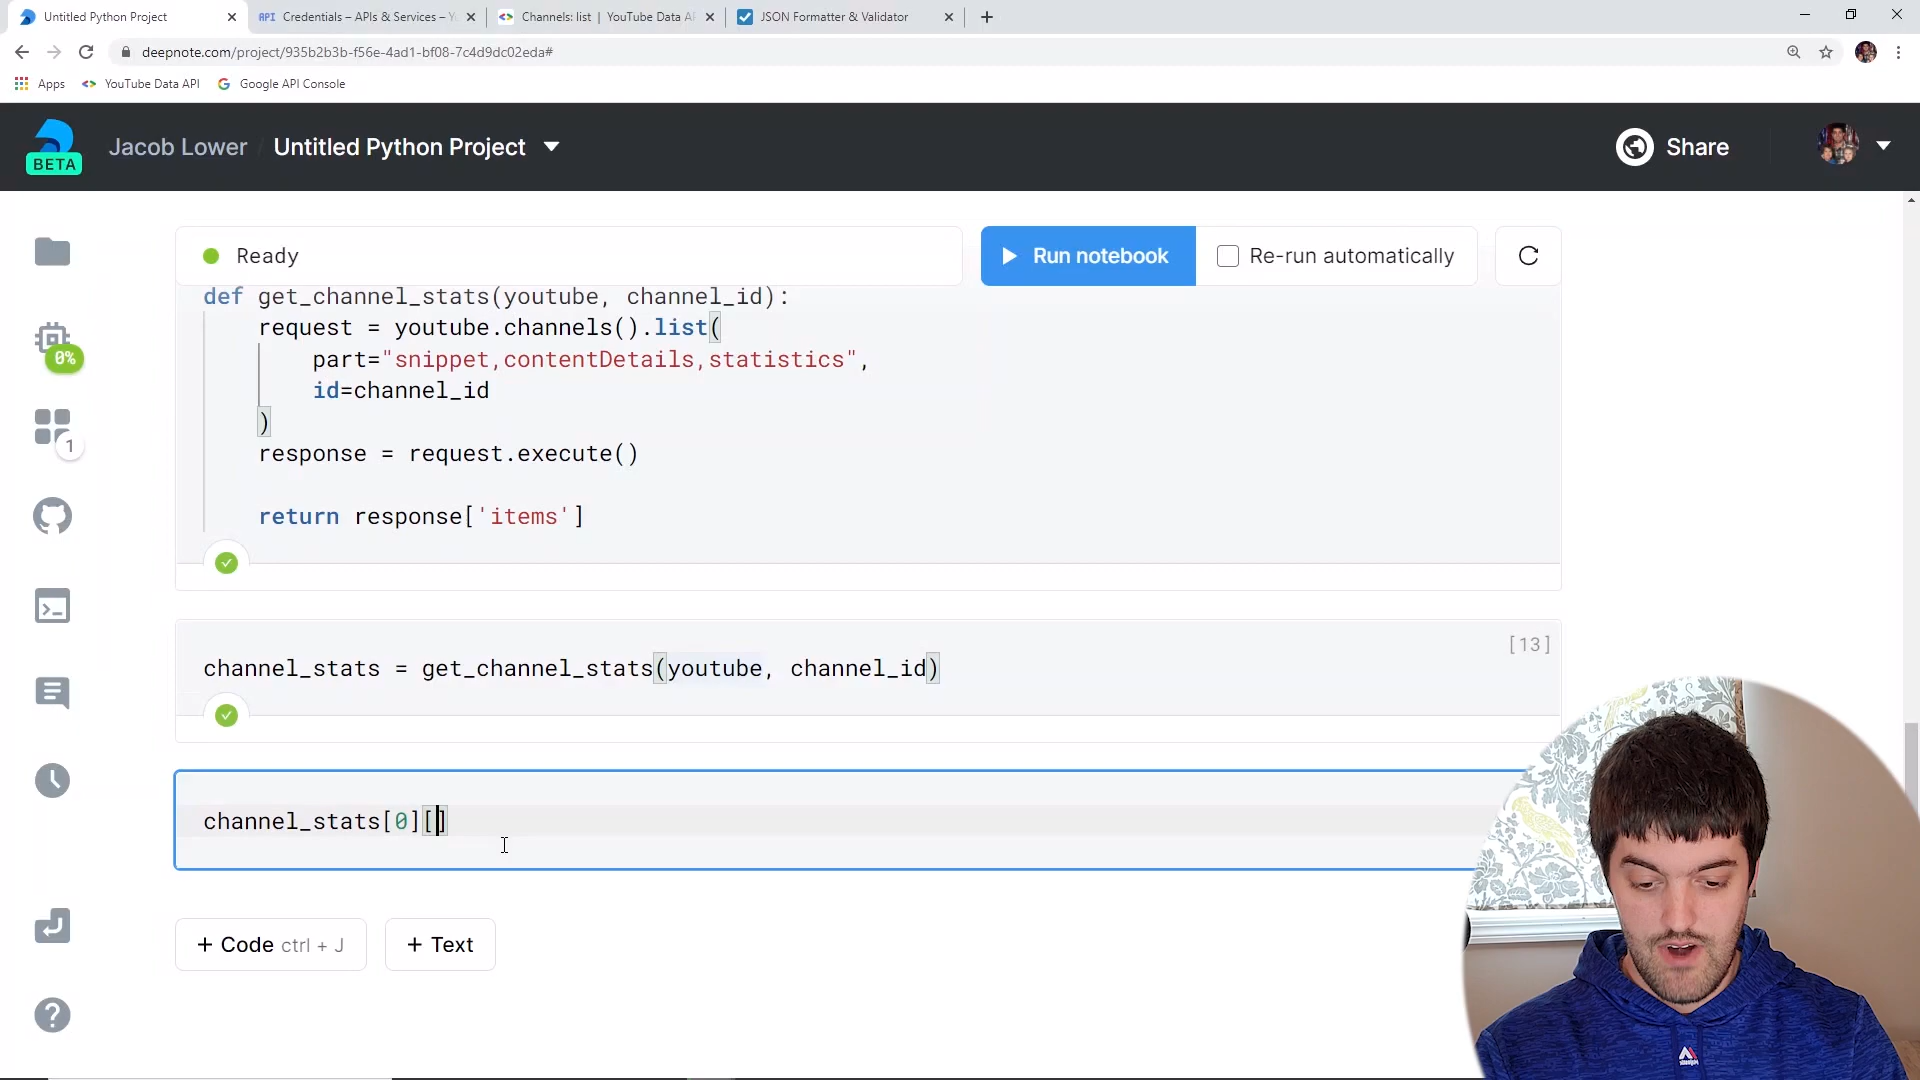 Untitled Python Project
API Credentials – APIs & Services – Y
Channels: list | YouTube Data A
JSON Formatter & Validator
deepnote.com/project/935b2b3b-f56e-4ad1-bf08-7c4d9dc02eda#
Apps
YouTube Data API
Google API Console
BETA
Jacob Lower / Untitled Python Project
Share
Ready
Run notebook
Re-run automatically
0%
1
def get_channel_stats(youtube, channel_id):
request = youtube.channels().list(
part="snippet,contentDetails,statistics",
id=channel_id
)
response = request.execute()
return response['items']
[13]
channel_stats = get_channel_stats(youtube, channel_id)
channel_stats[0][]
+ Code ctrl + J
+ Text